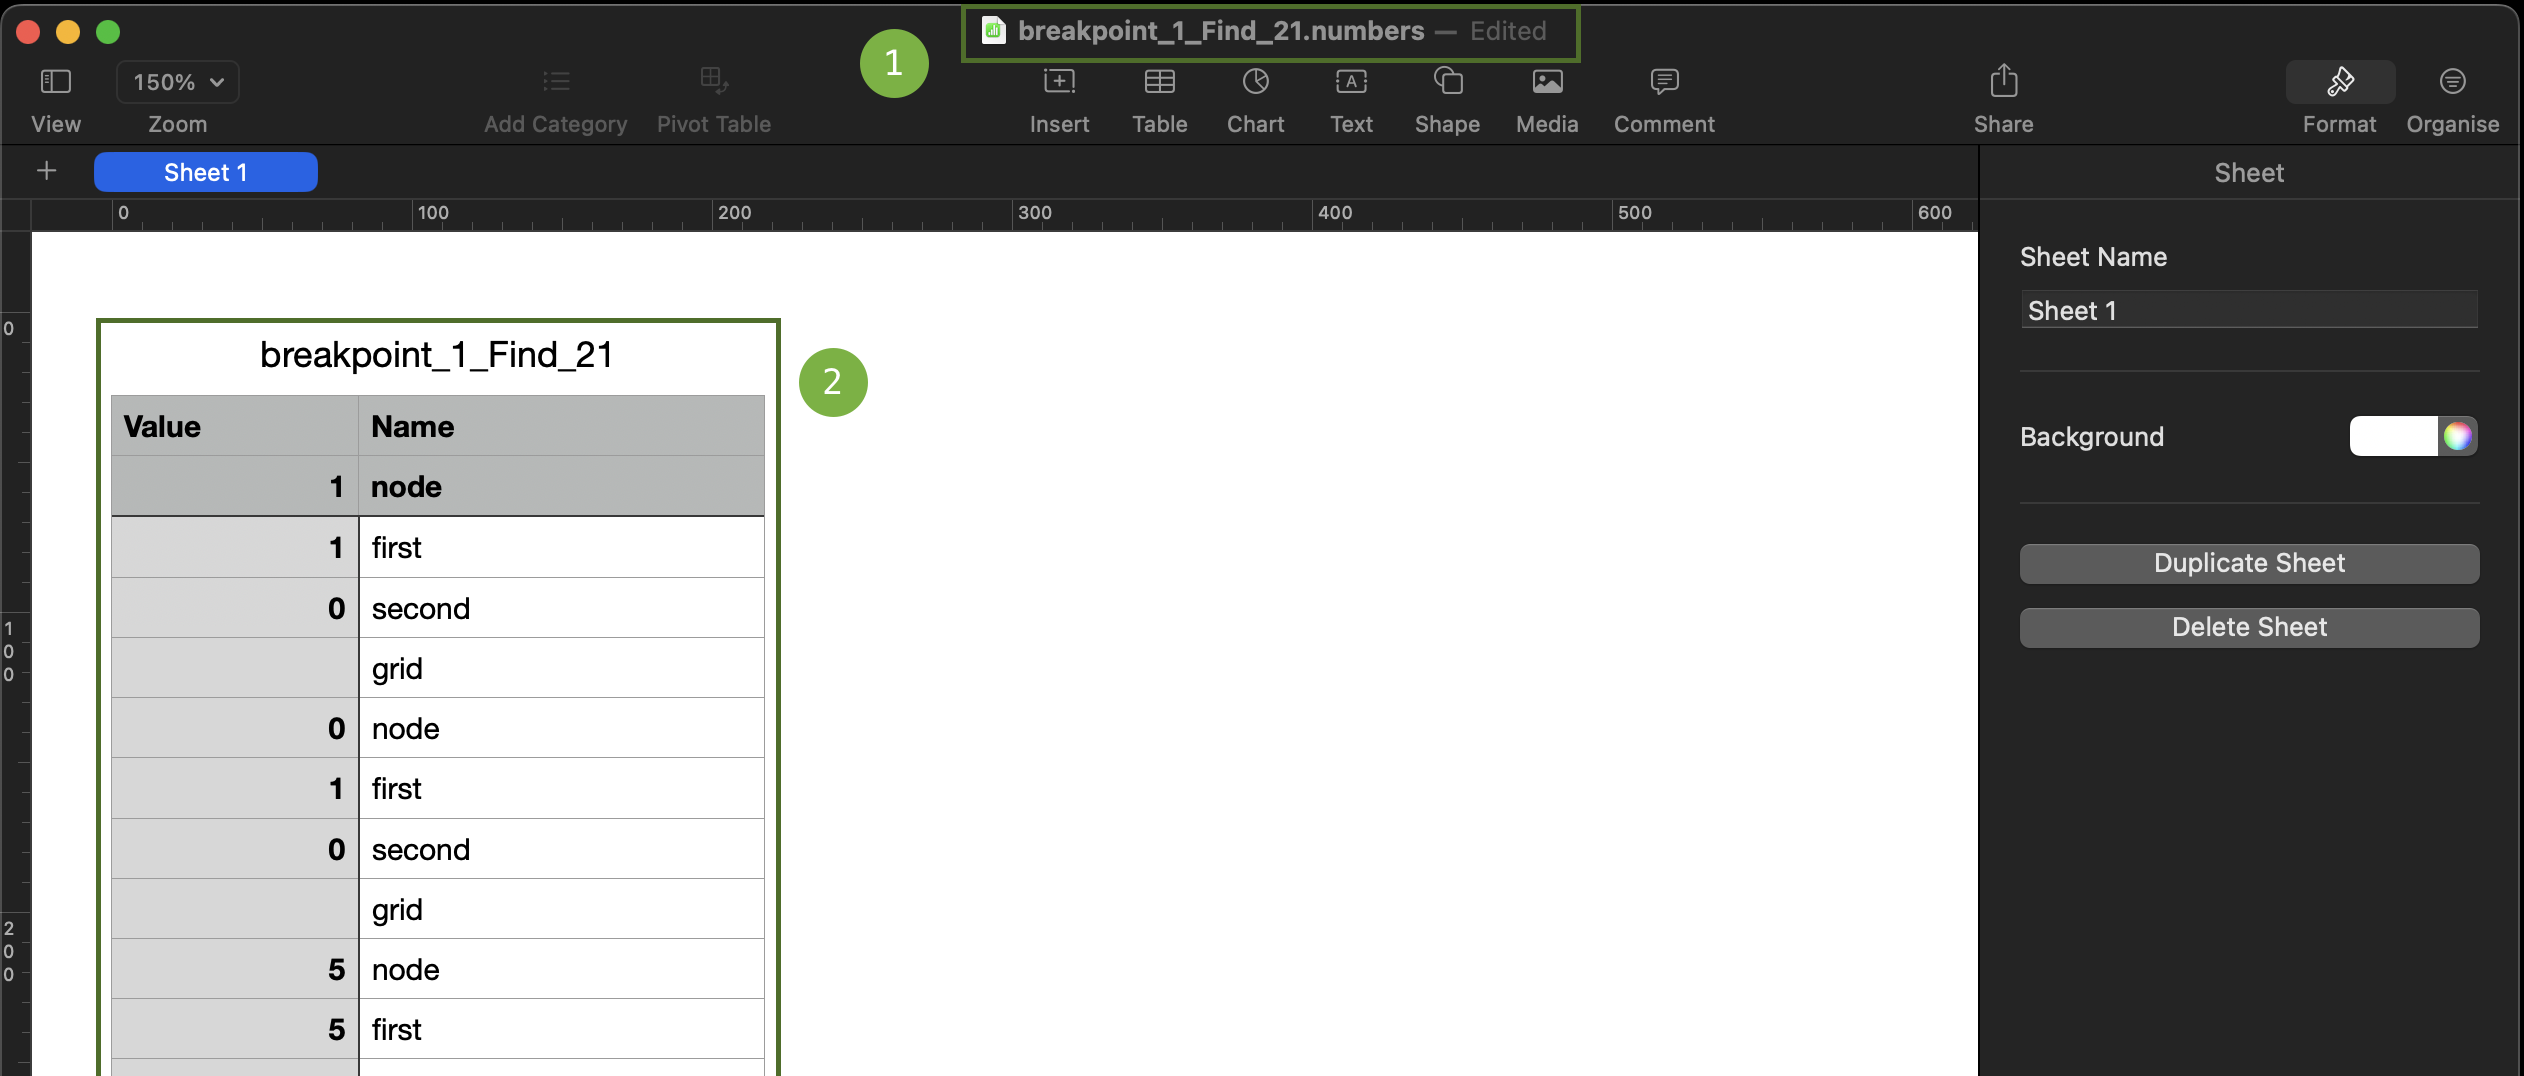 breakpoint_1_Find_21.numbers — Edited
1
150%
View
Zoom
Add Category
Pivot Table
Insert
Table
Chart
Text
Shape
Media
Comment
Share
Format
Organise
Sheet 1
Sheet
0 100 200 300 400 500 600
0
100
200
breakpoint_1_Find_21
2
Value Name
1 node
1 first
0 second
grid
0 node
1 first
0 second
grid
5 node
5 first
Sheet Name
Sheet 1
Background
Duplicate Sheet
Delete Sheet